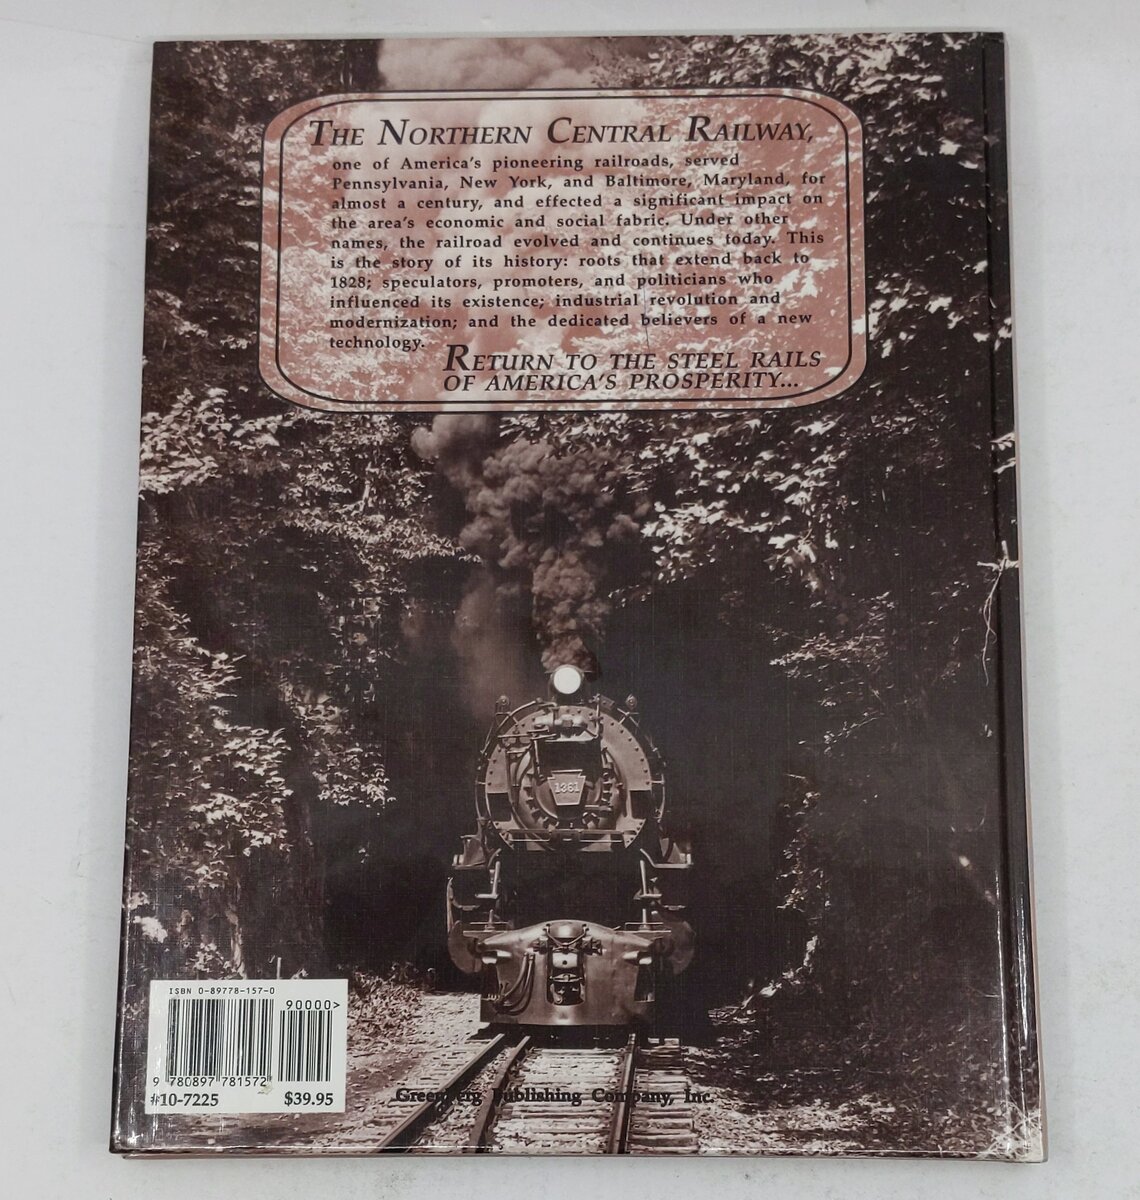 THE NORTHERN CENTRAL RAILWAY,
one of America's pioneering railroads, served
Pennsylvania, New York, and Baltimore, Maryland, for
almost a century, and effected a significant impact on
the area's economic and social fabric. Under other
names, the railroad evolved and continues today. This
is the story of its history: roots that extend back to
1828; speculators, promoters, and politicians who
influenced its existence; industrial revolution and
modernization; and the dedicated believers of a new
technology.
RETURN TO THE STEEL RAILS
OF AMERICA'S PROSPERITY...
1361
ISBN 0-89778-157-0
90000>
9 780897 781572
#10-7225 $39.95
Greenberg Publishing Company, Inc.